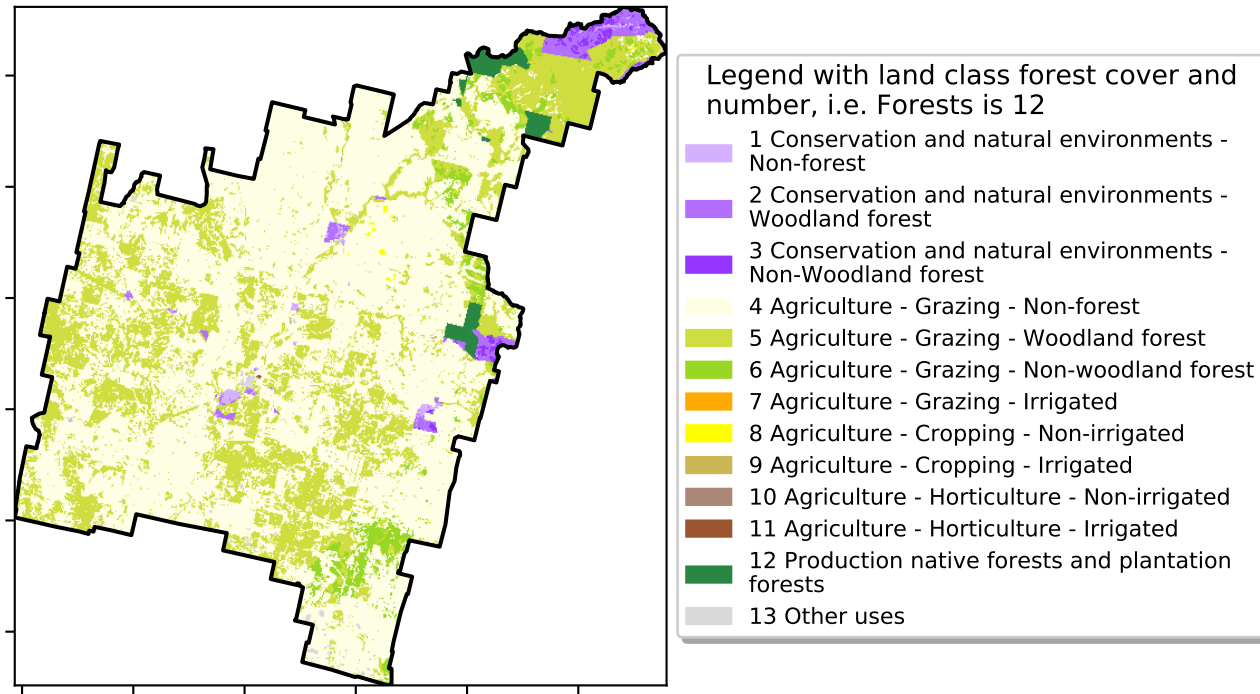 Legend with land class forest cover and
number, i.e. Forests is 12
1 Conservation and natural environments -
Non-forest
2 Conservation and natural environments -
Woodland forest
3 Conservation and natural environments -
Non-Woodland forest
4 Agriculture - Grazing - Non-forest
5 Agriculture - Grazing - Woodland forest
6 Agriculture - Grazing - Non-woodland forest
7 Agriculture - Grazing - Irrigated
8 Agriculture - Cropping - Non-irrigated
9 Agriculture - Cropping - Irrigated
10 Agriculture - Horticulture - Non-irrigated
11 Agriculture - Horticulture - Irrigated
12 Production native forests and plantation
forests
13 Other uses